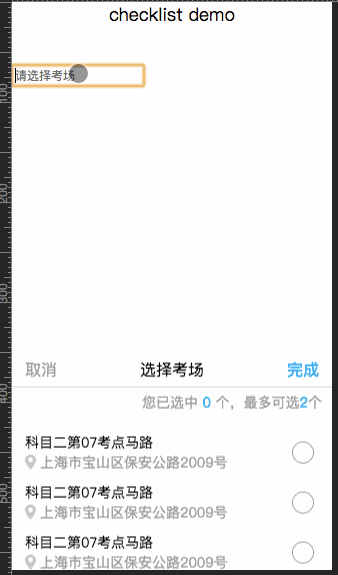 checklist demo
请选择考场
取消 选择考场 完成
您已选中 0 个，最多可选2个
科目二第07考点马路
上海市宝山区保安公路2009号
科目二第07考点马路
上海市宝山区保安公路2009号
科目二第07考点马路
上海市宝山区保安公路2009号
100
200
300
400
500